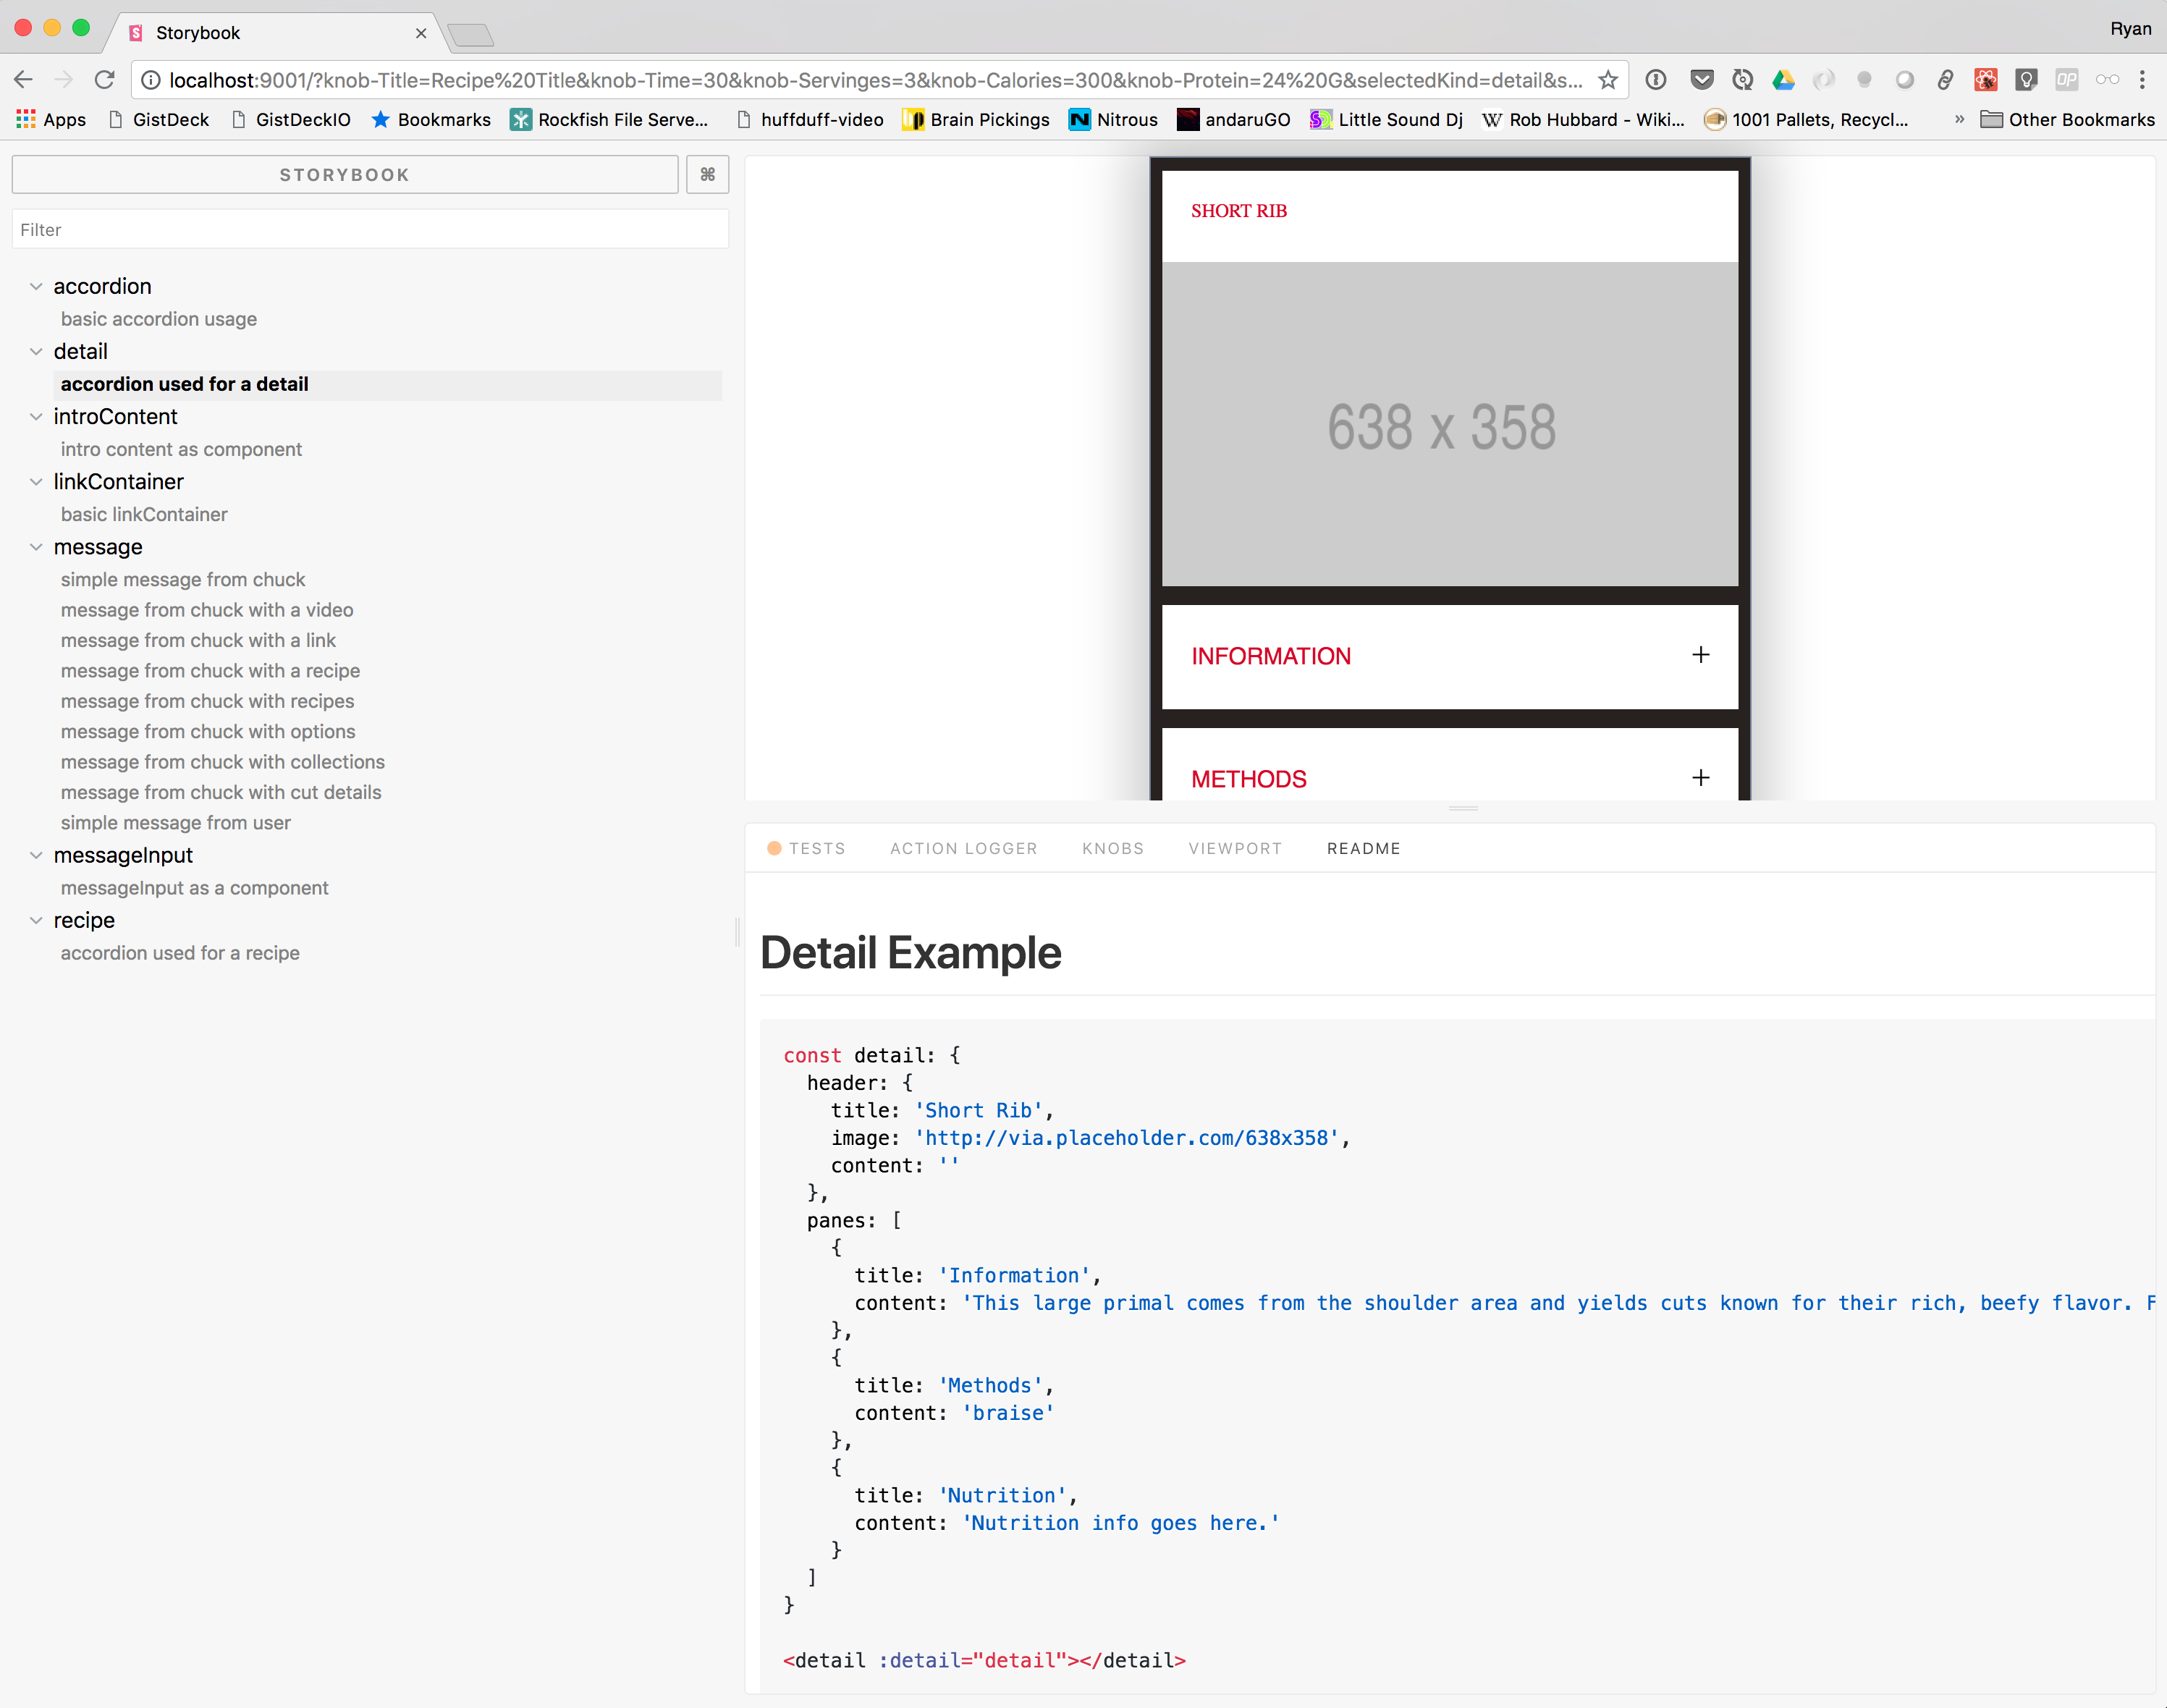 Storybook
Ryan
localhost:9001/?knob-Title=Recipe%20Title&knob-Time=30&knob-Servinges=3&knob-Calories=300&knob-Protein=24%20G&selectedKind=detail&s...
Apps GistDeck GistDeckIO Bookmarks Rockfish File Serve... huffduff-video Brain Pickings Nitrous andaruGO Little Sound Dj Rob Hubbard - Wiki... 1001 Pallets, Recycl... » Other Bookmarks
STORYBOOK ⌘
Filter
accordion
basic accordion usage
detail
accordion used for a detail
introContent
intro content as component
linkContainer
basic linkContainer
message
simple message from chuck
message from chuck with a video
message from chuck with a link
message from chuck with a recipe
message from chuck with recipes
message from chuck with options
message from chuck with collections
message from chuck with cut details
simple message from user
messageInput
messageInput as a component
recipe
accordion used for a recipe
SHORT RIB
638 x 358
INFORMATION +
METHODS +
TESTS ACTION LOGGER KNOBS VIEWPORT README
Detail Example
const detail: {
header: {
title: 'Short Rib',
image: 'http://via.placeholder.com/638x358',
content: ''
},
panes: [
{
title: 'Information',
content: 'This large primal comes from the shoulder area and yields cuts known for their rich, beefy flavor. F
},
{
title: 'Methods',
content: 'braise'
},
{
title: 'Nutrition',
content: 'Nutrition info goes here.'
}
]
}
<detail :detail="detail"></detail>